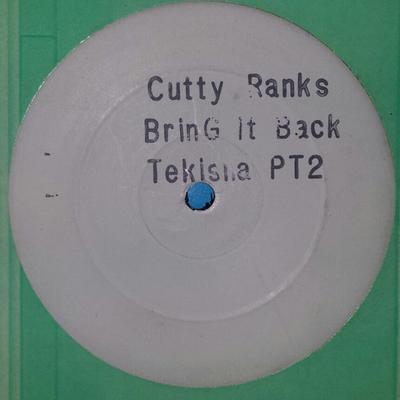 Cutty Ranks
BrinG It Back
Tekisha PT2